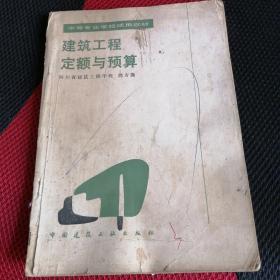 中等专业学校试用教材
建筑工程
定额与预算
四川省建筑工程学校
中国建筑工业出版社